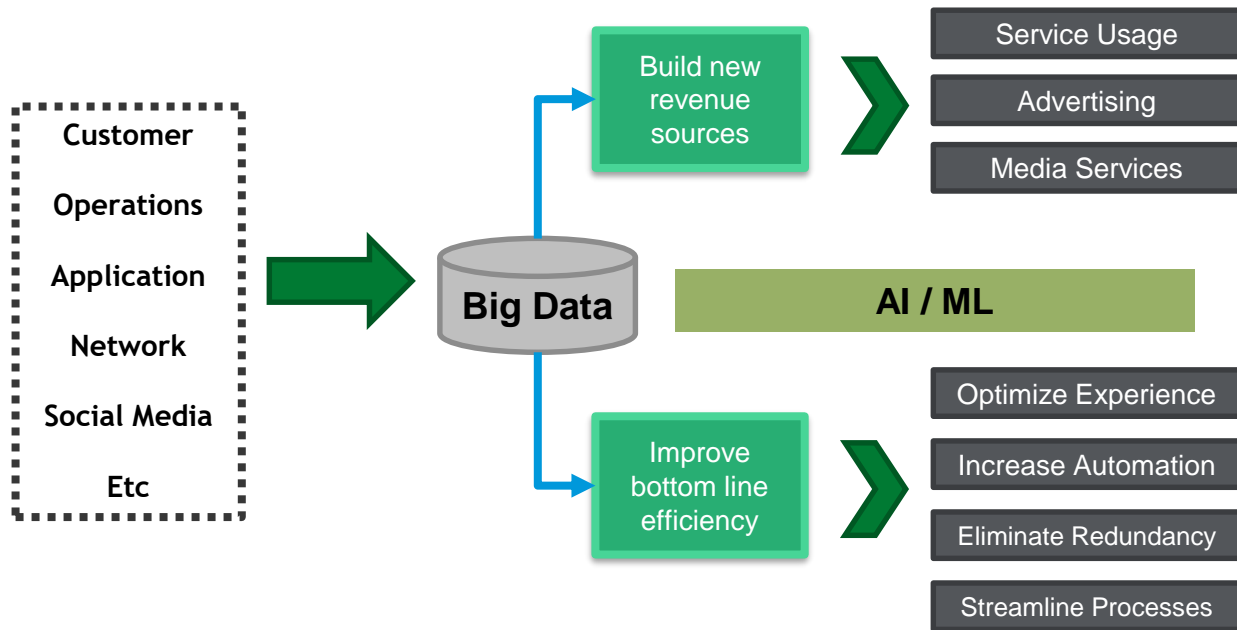 Customer
Operations
Application
Network
Social Media
Etc
Big Data
Build new
revenue
sources
Service Usage
Advertising
Media Services
AI / ML
Improve
bottom line
efficiency
Optimize Experience
Increase Automation
Eliminate Redundancy
Streamline Processes